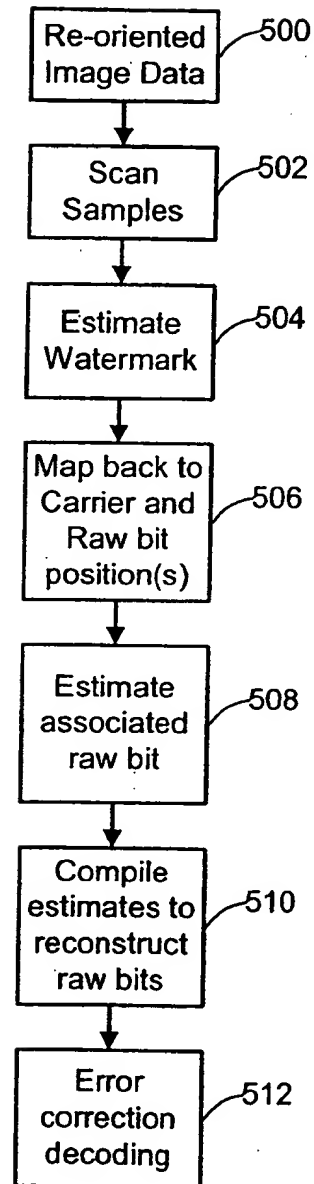 Re-oriented
Image Data
500
Scan
Samples
502
Estimate
Watermark
504
Map back to
Carrier and
Raw bit
position(s)
506
Estimate
associated
raw bit
508
Compile
estimates to
reconstruct
raw bits
510
Error
correction
decoding
512